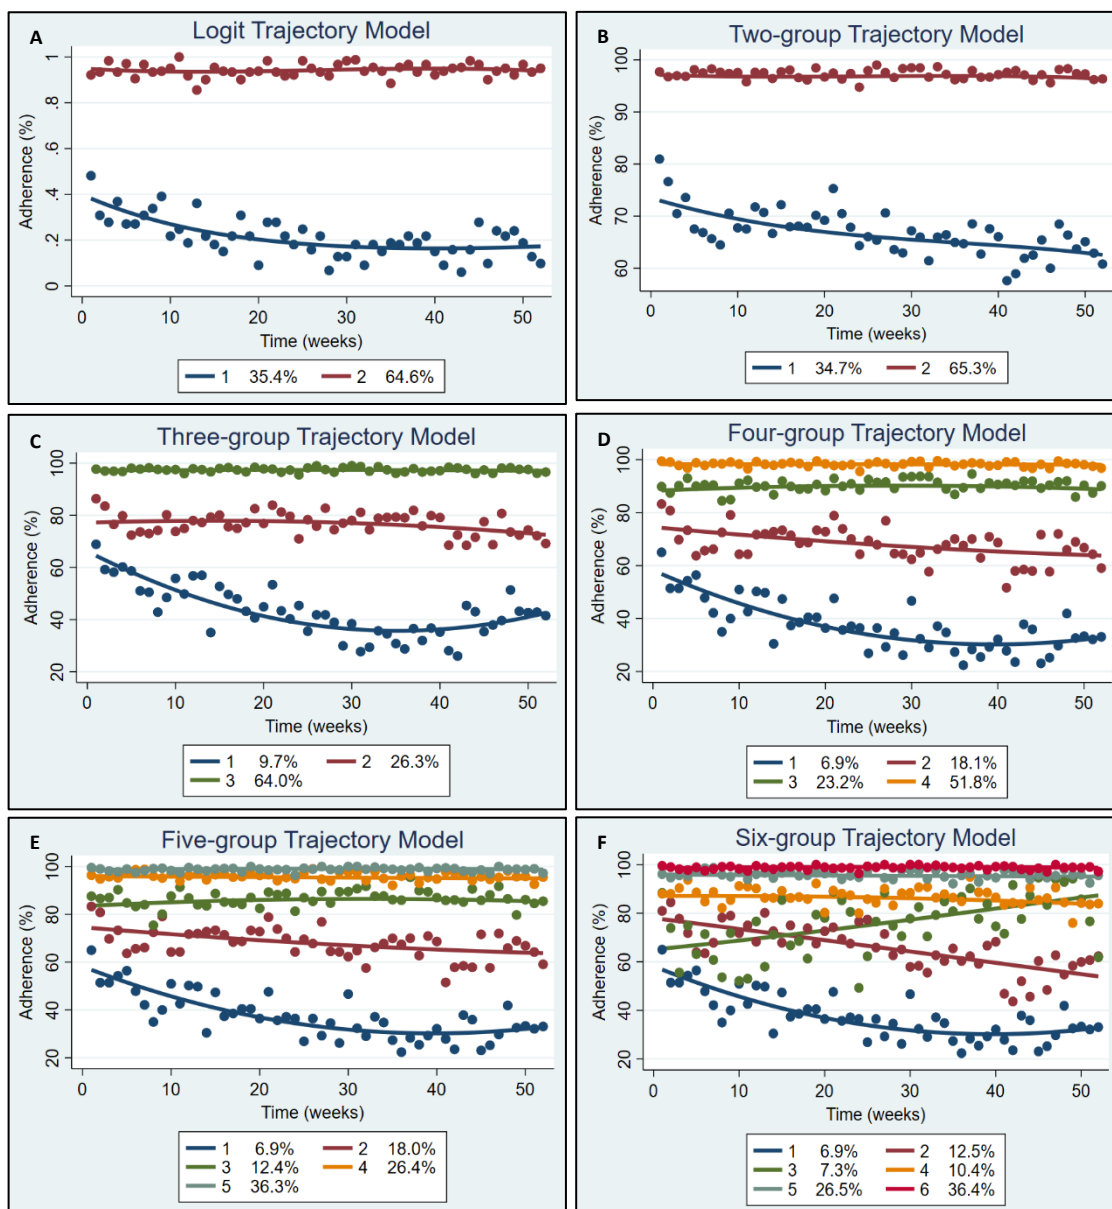 A Logit Trajectory Model
Adherence (%)
1
.8
.6
.4
.2
0
0 10 20 30 40 50
Time (weeks)
1 35.4% 2 64.6%
B Two-group Trajectory Model
Adherence (%)
100
90
80
70
60
0 10 20 30 40 50
Time (weeks)
1 34.7% 2 65.3%
C Three-group Trajectory Model
Adherence (%)
100
80
60
40
20
0 10 20 30 40 50
Time (weeks)
1 9.7% 2 26.3%
3 64.0%
D Four-group Trajectory Model
Adherence (%)
100
80
60
40
20
0 10 20 30 40 50
Time (weeks)
1 6.9% 2 18.1%
3 23.2% 4 51.8%
E Five-group Trajectory Model
Adherence (%)
100
80
60
40
20
0 10 20 30 40 50
Time (weeks)
1 6.9% 2 18.0%
3 12.4% 4 26.4%
5 36.3%
F Six-group Trajectory Model
Adherence (%)
100
80
60
40
20
0 10 20 30 40 50
Time (weeks)
1 6.9% 2 12.5%
3 7.3% 4 10.4%
5 26.5% 6 36.4%